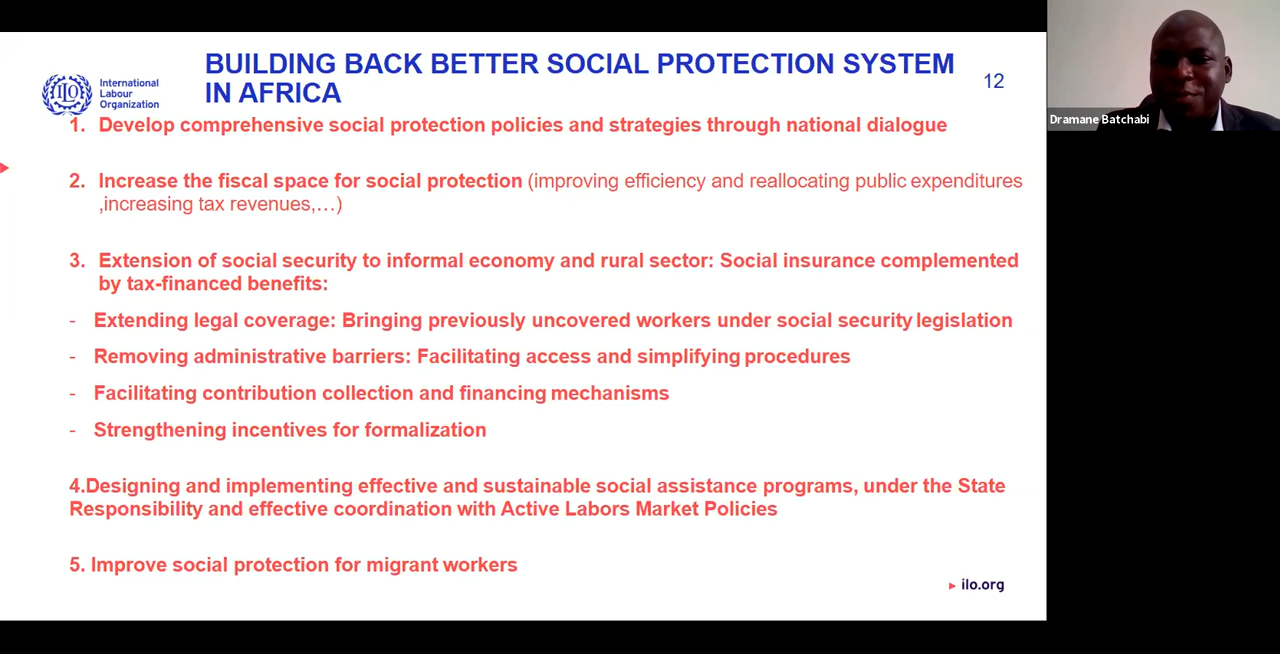 BUILDING BACK BETTER SOCIAL PROTECTION SYSTEM
IN AFRICA
12
ILO
International
Labour
Organization
1. Develop comprehensive social protection policies and strategies through national dialogue
2. Increase the fiscal space for social protection (improving efficiency and reallocating public expenditures
,increasing tax revenues,…)
3. Extension of social security to informal economy and rural sector: Social insurance complemented
by tax-financed benefits:
- Extending legal coverage: Bringing previously uncovered workers under social security legislation
- Removing administrative barriers: Facilitating access and simplifying procedures
- Facilitating contribution collection and financing mechanisms
- Strengthening incentives for formalization
4.Designing and implementing effective and sustainable social assistance programs, under the State
Responsibility and effective coordination with Active Labors Market Policies
5. Improve social protection for migrant workers
ilo.org
Dramane Batchabi